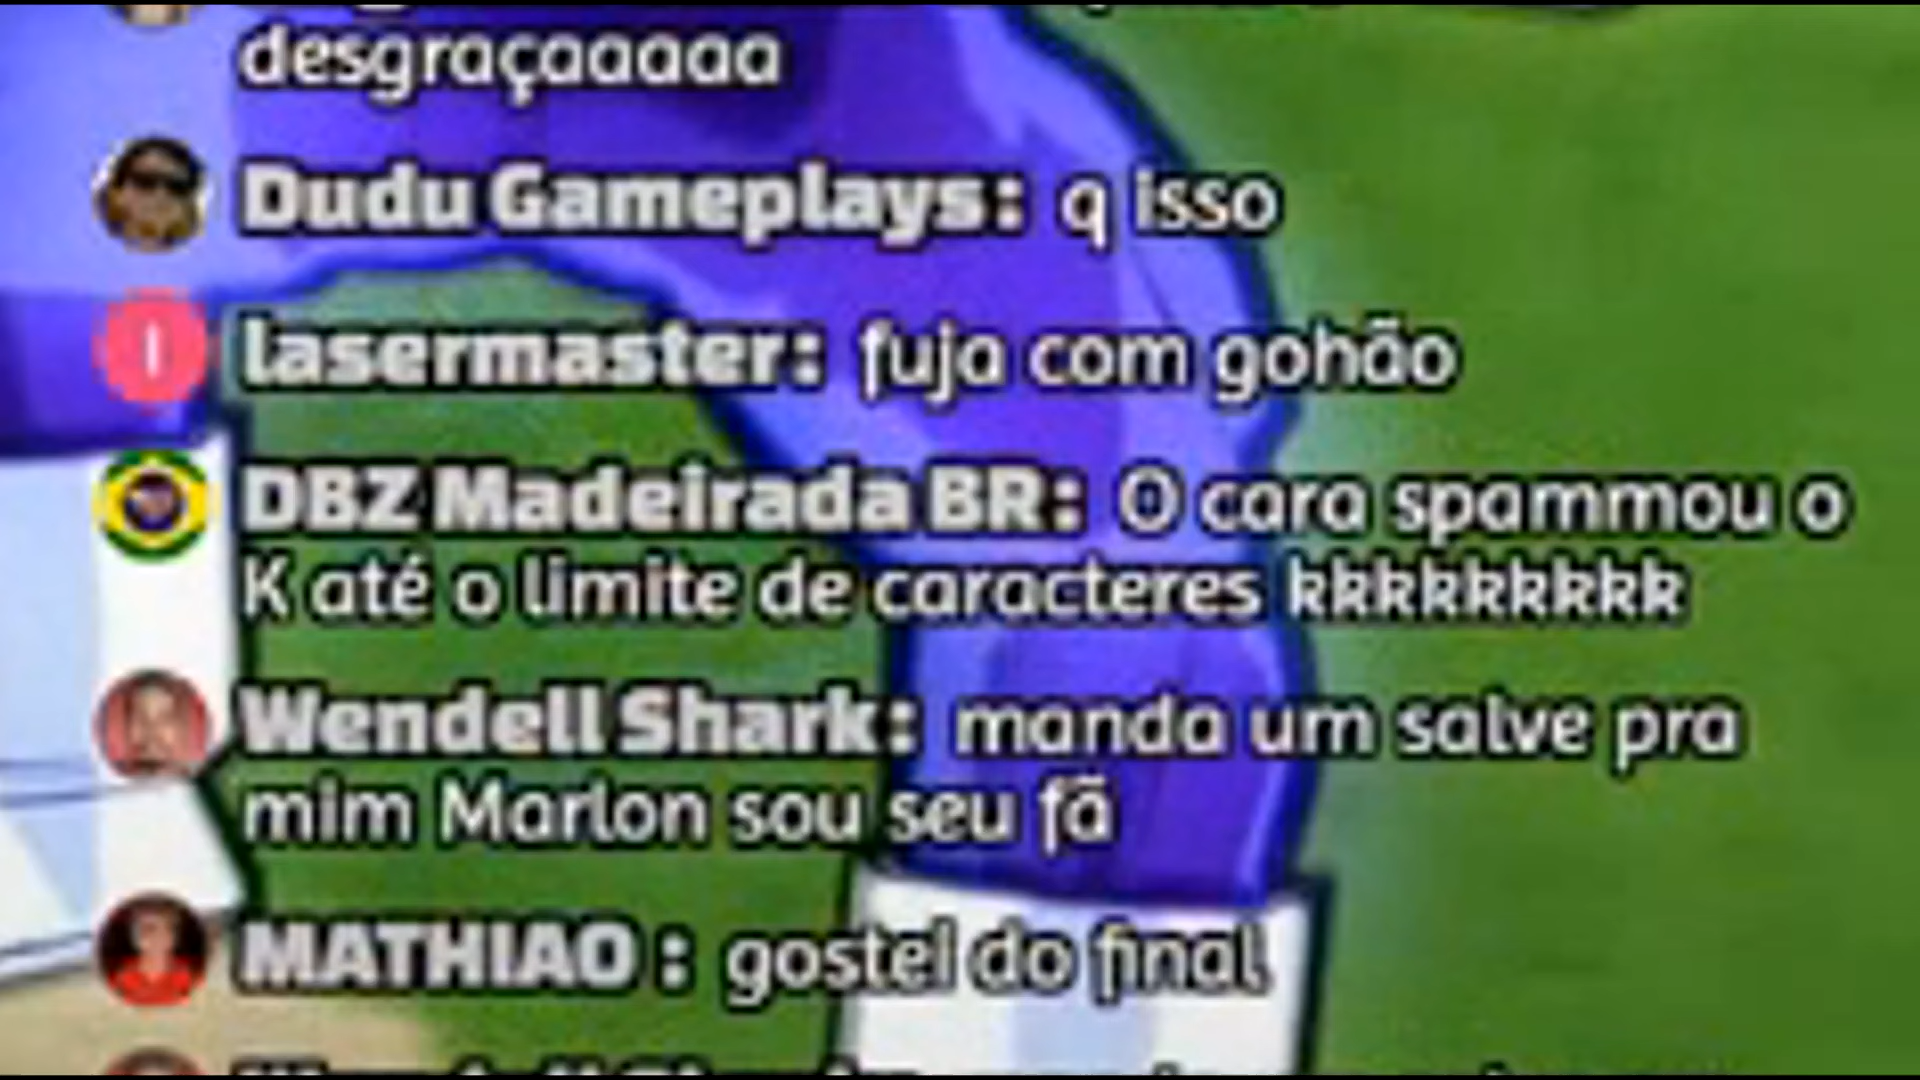 desgraçaaaaa
Dudu Gameplays: q isso
l
lasermaster: fuja com gohão
DBZ Madeirada BR: O cara spammou o
K até o limite de caracteres kkkkkkkkk
Wendell Shark: manda um salve pra
mim Marlon sou seu fã
MATHIAO : gostei do final